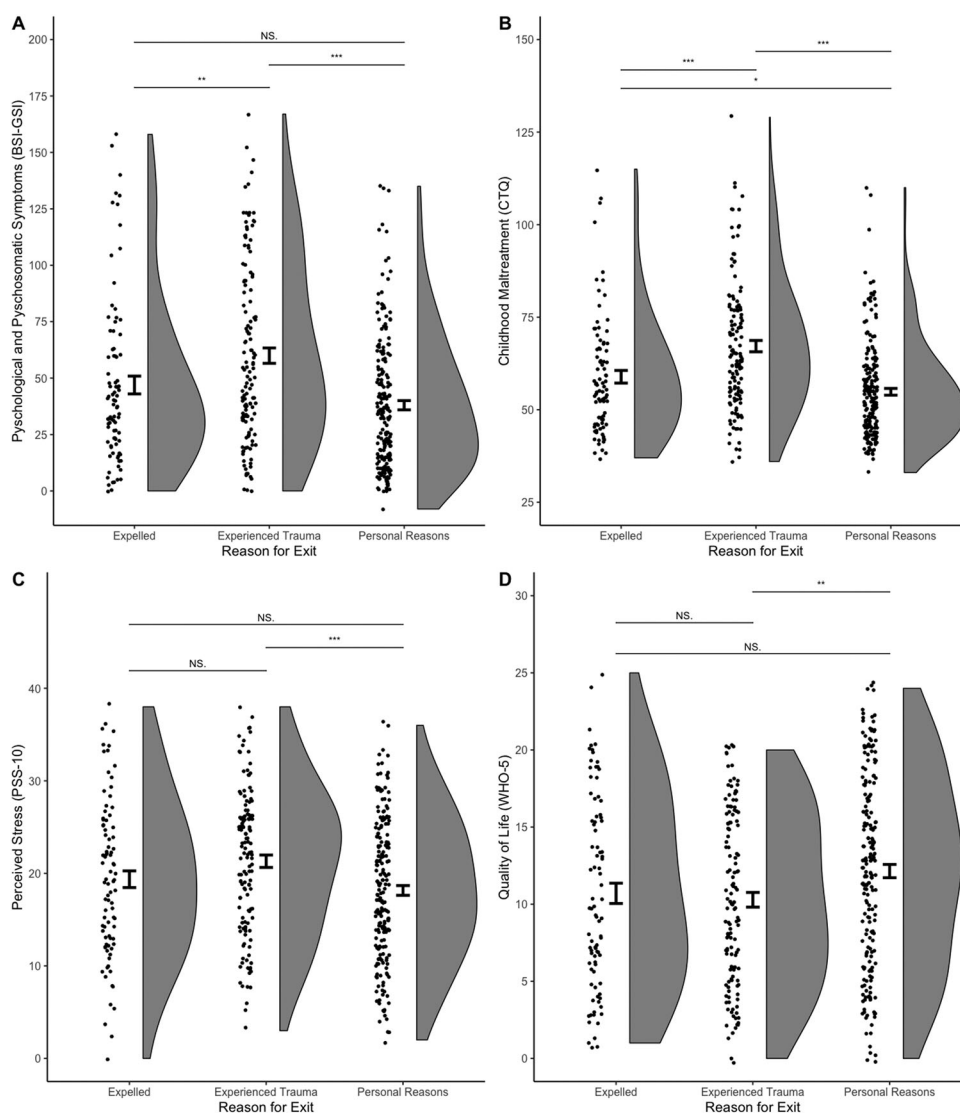 A
Pyschological and Pyschosomatic Symptoms (BSI-GSI)
200
175
150
125
100
75
50
25
0
NS.
***
**
Expelled
Experienced Trauma
Personal Reasons
Reason for Exit
B
Childhood Maltreatment (CTQ)
150
125
100
75
50
25
***
***
*
Expelled
Experienced Trauma
Personal Reasons
Reason for Exit
C
Perceived Stress (PSS-10)
40
30
20
10
0
NS.
***
NS.
Expelled
Experienced Trauma
Personal Reasons
Reason for Exit
D
Quality of Life (WHO-5)
30
25
20
15
10
5
0
**
NS.
NS.
Expelled
Experienced Trauma
Personal Reasons
Reason for Exit